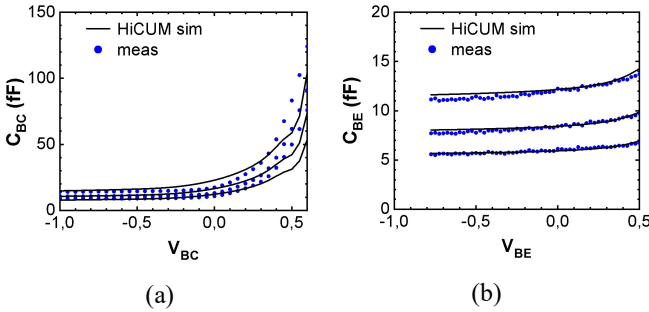 HiCUM sim
meas
150
100
50
0
C_BC (fF)
-1,0 -0,5 0,0 0,5
V_BC
(a)
HiCUM sim
meas
20
15
10
5
0
C_BE (fF)
-1,0 -0,5 0,0 0,5
V_BE
(b)